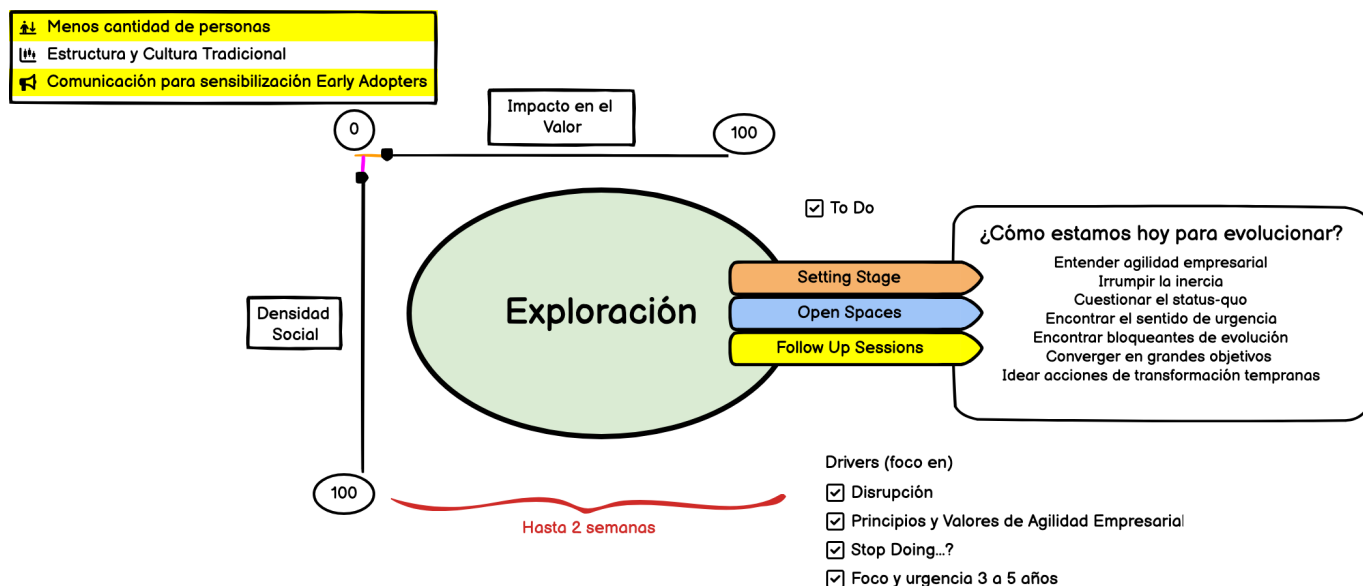 Menos cantidad de personas
Estructura y Cultura Tradicional
Comunicación para sensibilización Early Adopters
0
Impacto en el
Valor
100
To Do
¿Cómo estamos hoy para evolucionar?
Entender agilidad empresarial
Irrumpir la inercia
Cuestionar el status-quo
Encontrar el sentido de urgencia
Encontrar bloqueantes de evolución
Converger en grandes objetivos
Idear acciones de transformación tempranas
Setting Stage
Open Spaces
Follow Up Sessions
Exploración
Densidad
Social
100
Hasta 2 semanas
Drivers (foco en)
Disrupción
Principios y Valores de Agilidad Empresarial
Stop Doing...?
Foco y urgencia 3 a 5 años